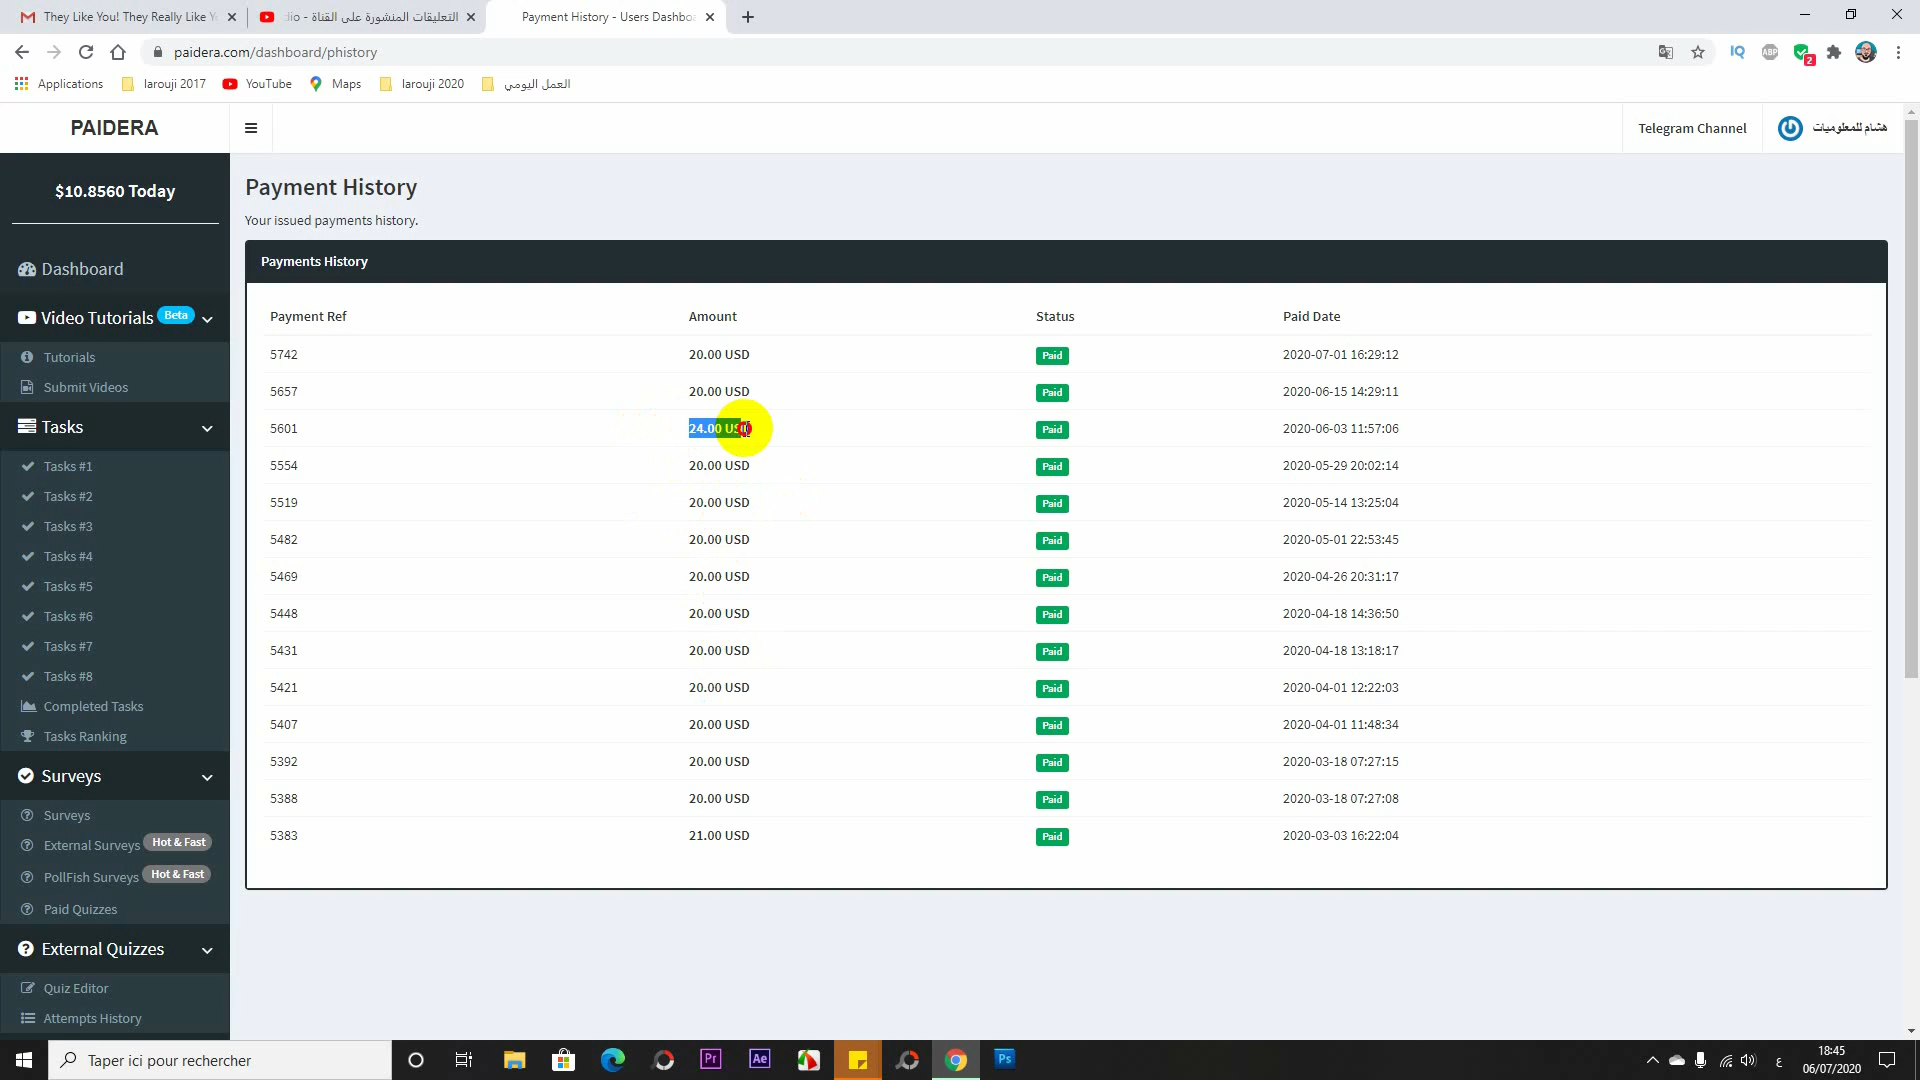 They Like You! They Really Like Y
التعليقات المنشورة على القناة - dio
Payment History - Users Dashbo
paidera.com/dashboard/phistory
IQ
ABP
2
Applications
larouji 2017
YouTube
Maps
larouji 2020
العمل اليومي
PAIDERA
Telegram Channel
هشام للمعلوميات
$10.8560 Today
Payment History
Your issued payments history.
Dashboard
Video Tutorials Beta
Tutorials
Submit Videos
Tasks
Tasks #1
Tasks #2
Tasks #3
Tasks #4
Tasks #5
Tasks #6
Tasks #7
Tasks #8
Completed Tasks
Tasks Ranking
Surveys
Surveys
External Surveys Hot & Fast
PollFish Surveys Hot & Fast
Paid Quizzes
External Quizzes
Quiz Editor
Attempts History
Payments History
Payment Ref Amount Status Paid Date
5742 20.00 USD Paid 2020-07-01 16:29:12
5657 20.00 USD Paid 2020-06-15 14:29:11
5601 24.00 USD Paid 2020-06-03 11:57:06
5554 20.00 USD Paid 2020-05-29 20:02:14
5519 20.00 USD Paid 2020-05-14 13:25:04
5482 20.00 USD Paid 2020-05-01 22:53:45
5469 20.00 USD Paid 2020-04-26 20:31:17
5448 20.00 USD Paid 2020-04-18 14:36:50
5431 20.00 USD Paid 2020-04-18 13:18:17
5421 20.00 USD Paid 2020-04-01 12:22:03
5407 20.00 USD Paid 2020-04-01 11:48:34
5392 20.00 USD Paid 2020-03-18 07:27:15
5388 20.00 USD Paid 2020-03-18 07:27:08
5383 21.00 USD Paid 2020-03-03 16:22:04
Taper ici pour rechercher
Pr
Ae
Ps
ع
18:45
06/07/2020